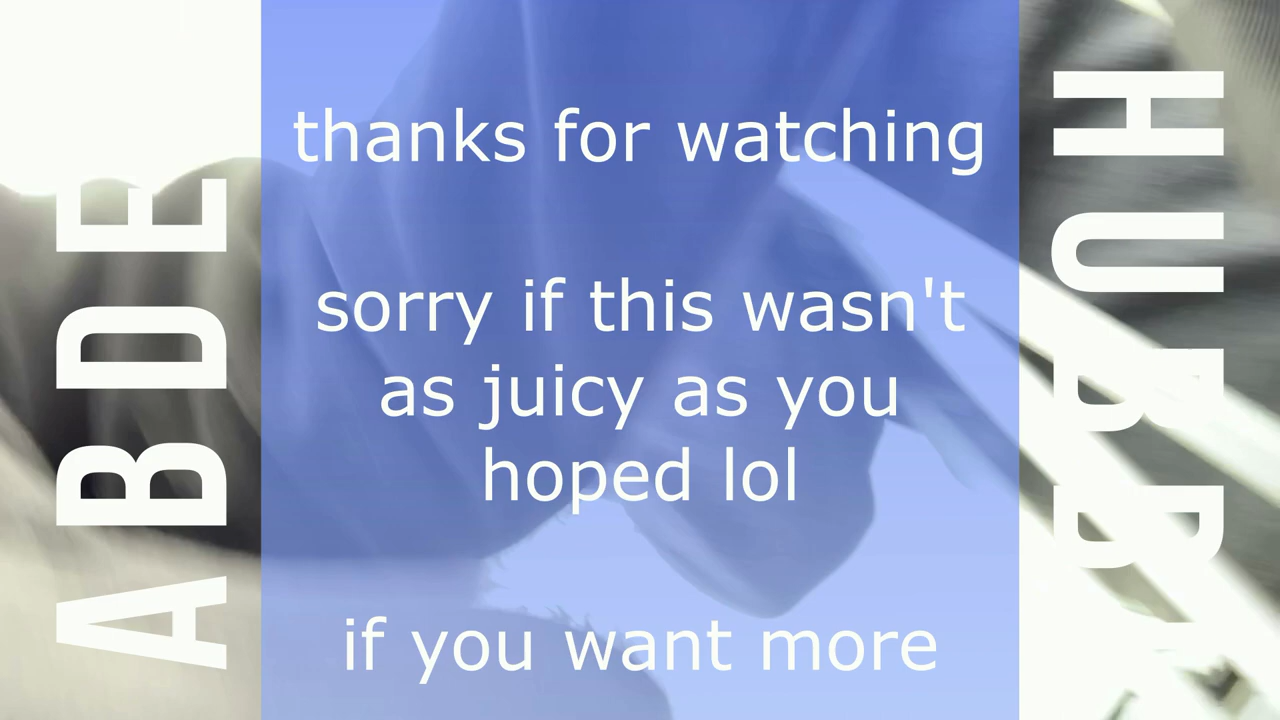 ABDE
thanks for watching
sorry if this wasn't
as juicy as you
hoped lol
if you want more